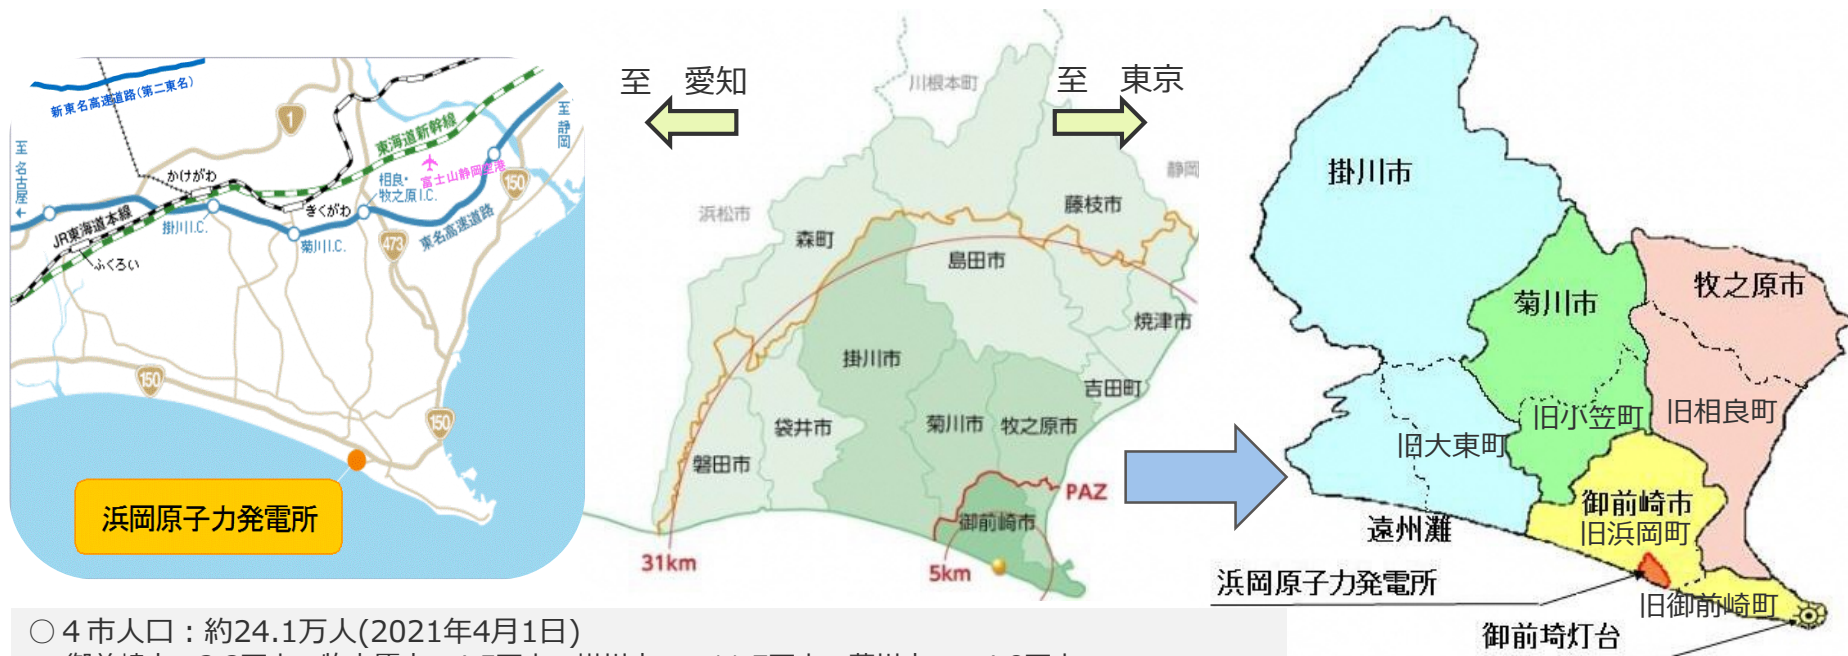 新東名高速道路(第二東名)
1
至 名古屋
至 静岡
東海道新幹線
富士山静岡空港
150
かけがわ
相良・
牧之原I.C.
きくがわ
JR東海道本線
掛川I.C.
菊川I.C.
473
東名高速道路
ふくろい
150
150
浜岡原子力発電所
至 愛知
至 東京
川根本町
静岡
浜松市
藤枝市
森町
島田市
焼津市
掛川市
吉田町
袋井市
菊川市
牧之原市
磐田市
PAZ
御前崎市
31km
5km
掛川市
菊川市
牧之原市
旧大東町
旧小笠町
旧相良町
御前崎市
旧浜岡町
遠州灘
浜岡原子力発電所
旧御前崎町
御前埼灯台
○４市人口：約24.1万人(2021年4月1日)